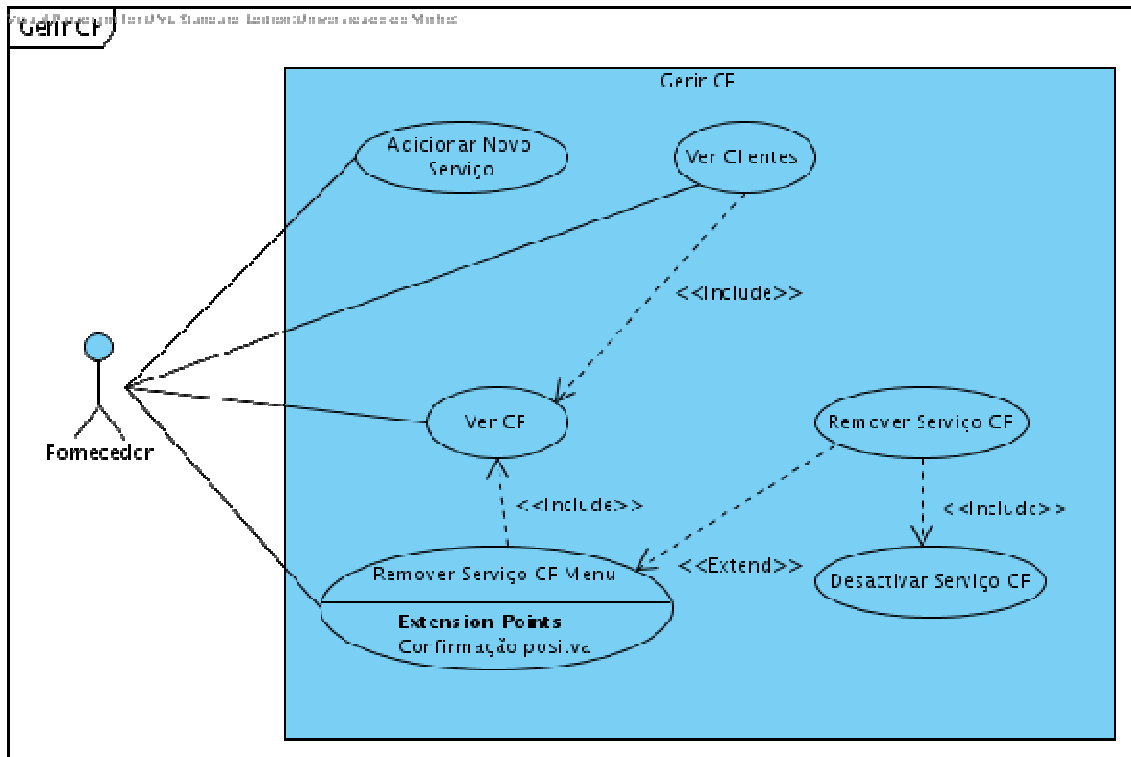 Gerir CF
Gerir CF
Adicionar Novo
Serviço
Ver Clientes
<<Include>>
Ver CF
Remover Serviço CF
Fornecedor
<<Include>>
<<Include>>
Remover Serviço CF Menu
<<Extend>>
Desactivar Serviço CF
Extension Points
Confirmação positva